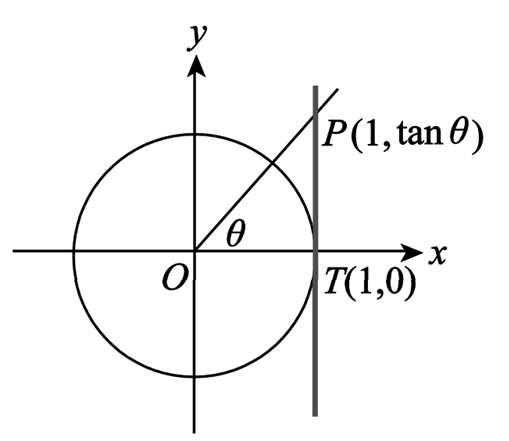 y
P(1, tan θ)
θ
x
O
T(1,0)